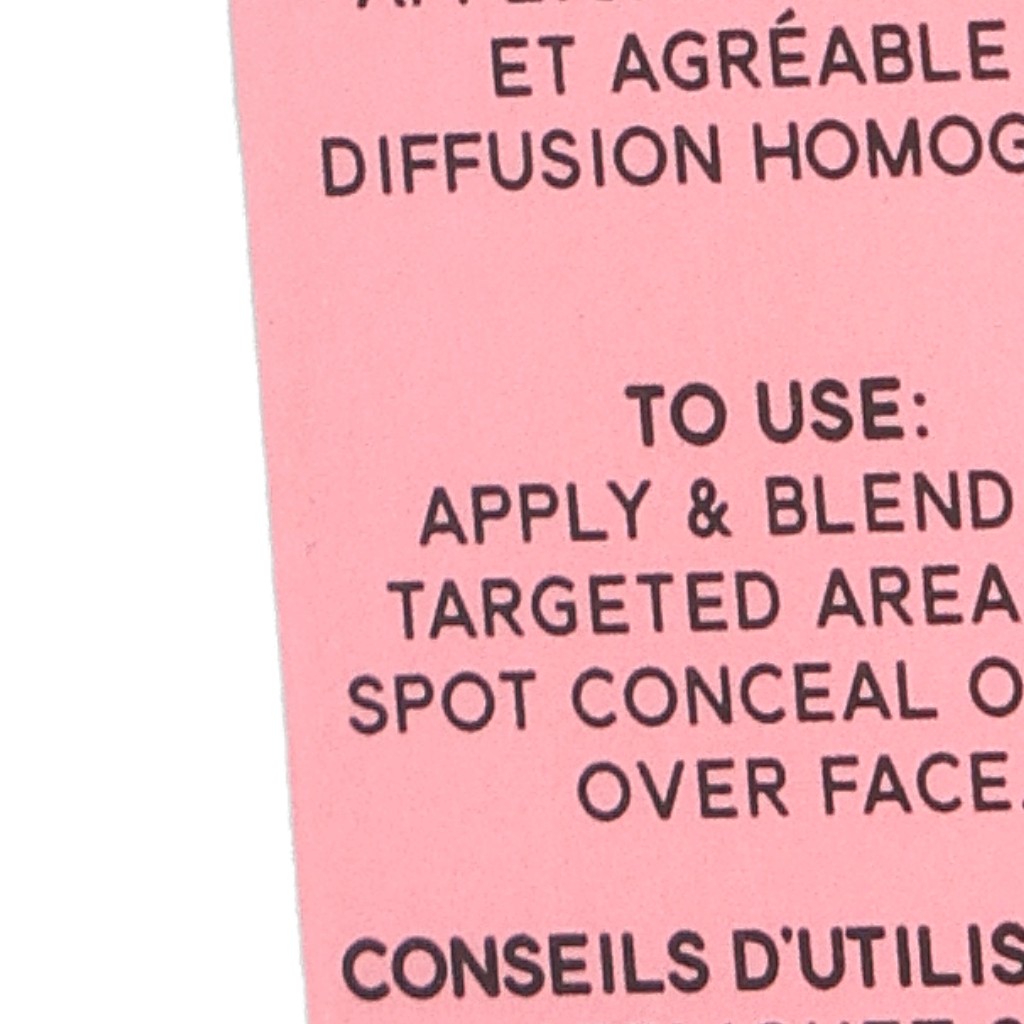 ET AGRÉABLE
DIFFUSION HOMOG
TO USE:
APPLY & BLEND
TARGETED AREA
SPOT CONCEAL O
OVER FACE.
CONSEILS D'UTILIS